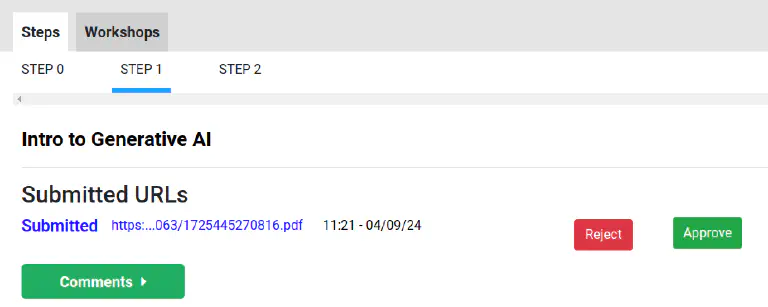 Steps Workshops
STEP 0 STEP 1 STEP 2
Intro to Generative AI
Submitted URLs
Submitted https:...063/1725445270816.pdf 11:21 - 04/09/24 Reject Approve
Comments